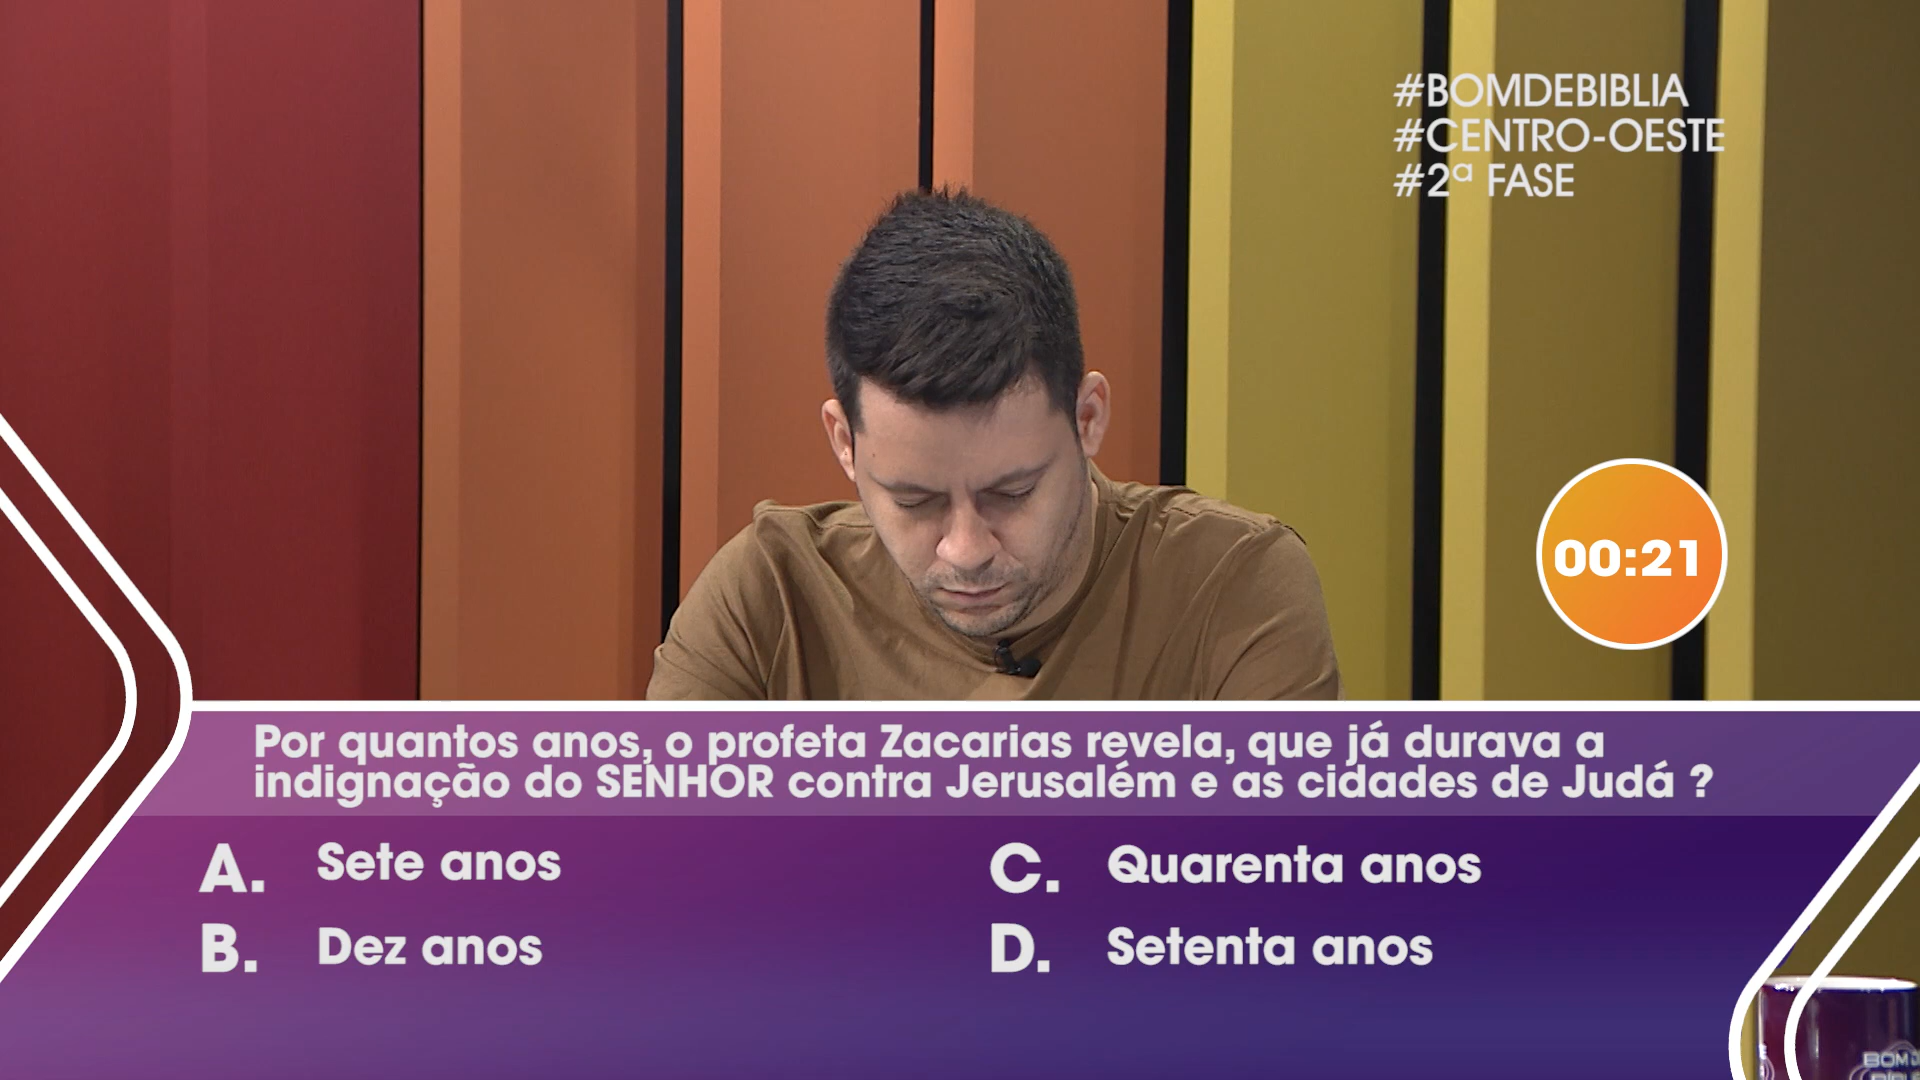 #BOMDEBIBLIA
#CENTRO-OESTE
#2ª FASE
00:21
Por quantos anos, o profeta Zacarias revela, que já durava a
indignação do SENHOR contra Jerusalém e as cidades de Judá ?
A. Sete anos
B. Dez anos
C. Quarenta anos
D. Setenta anos
BOM